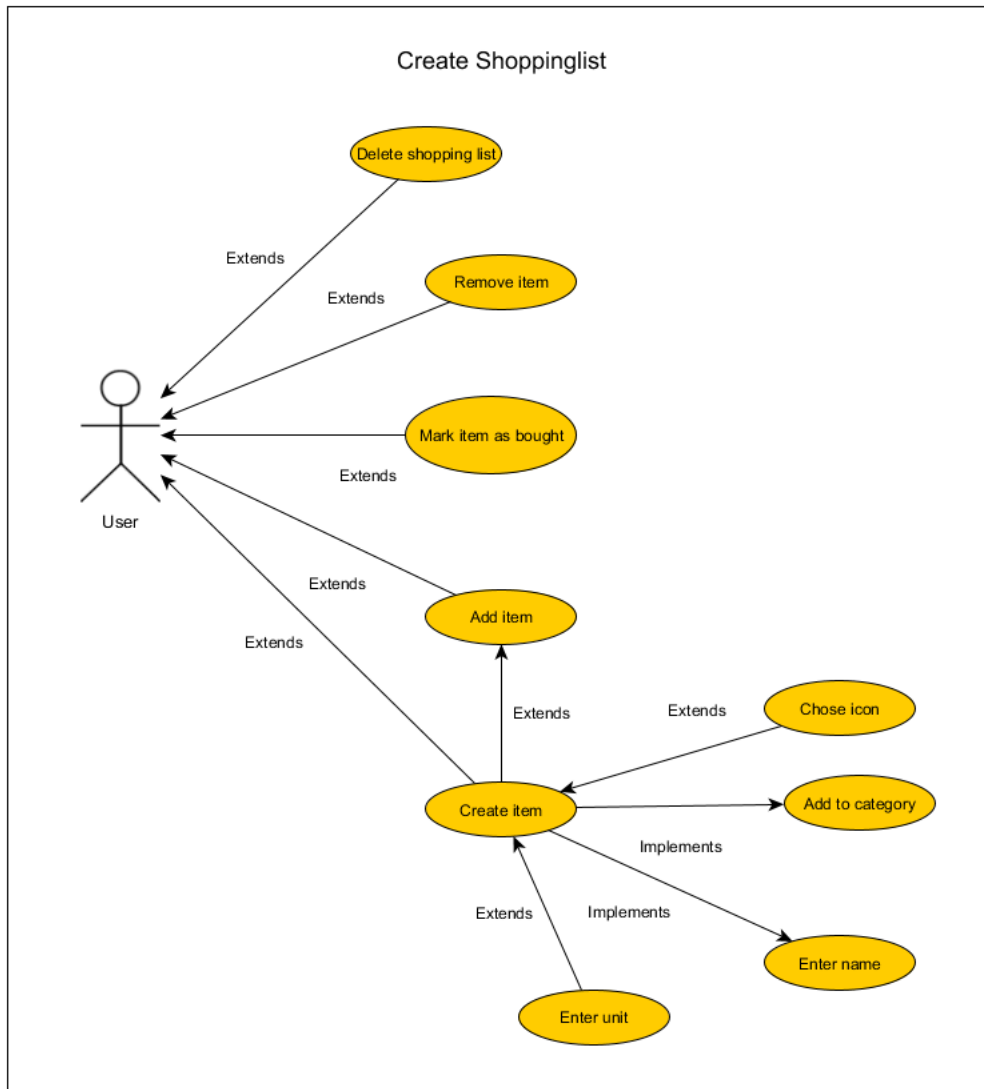 Create Shoppinglist
Delete shopping list
Extends
Remove item
Extends
Mark item as bought
Extends
User
Extends
Add item
Extends
Extends
Chose icon
Extends
Create item
Add to category
Implements
Extends
Implements
Enter name
Enter unit